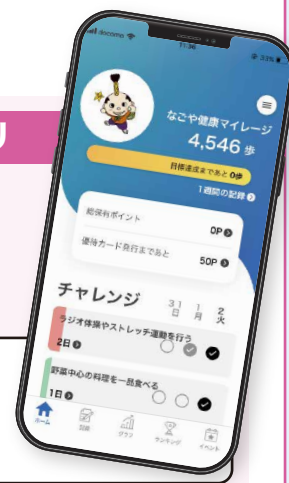 docomo
11:36
33%
なごや健康マイレージ
4,546 歩
目標達成まであと 0歩
1週間の記録
総保有ポイント
0P
優待カード発行まであと
50P
チャレンジ
31 1 2
日 月 火
ラジオ体操やストレッチ運動を行う
2日
野菜中心の料理を一品食べる
1日
ホーム
記録
グラフ
ランキング
イベント